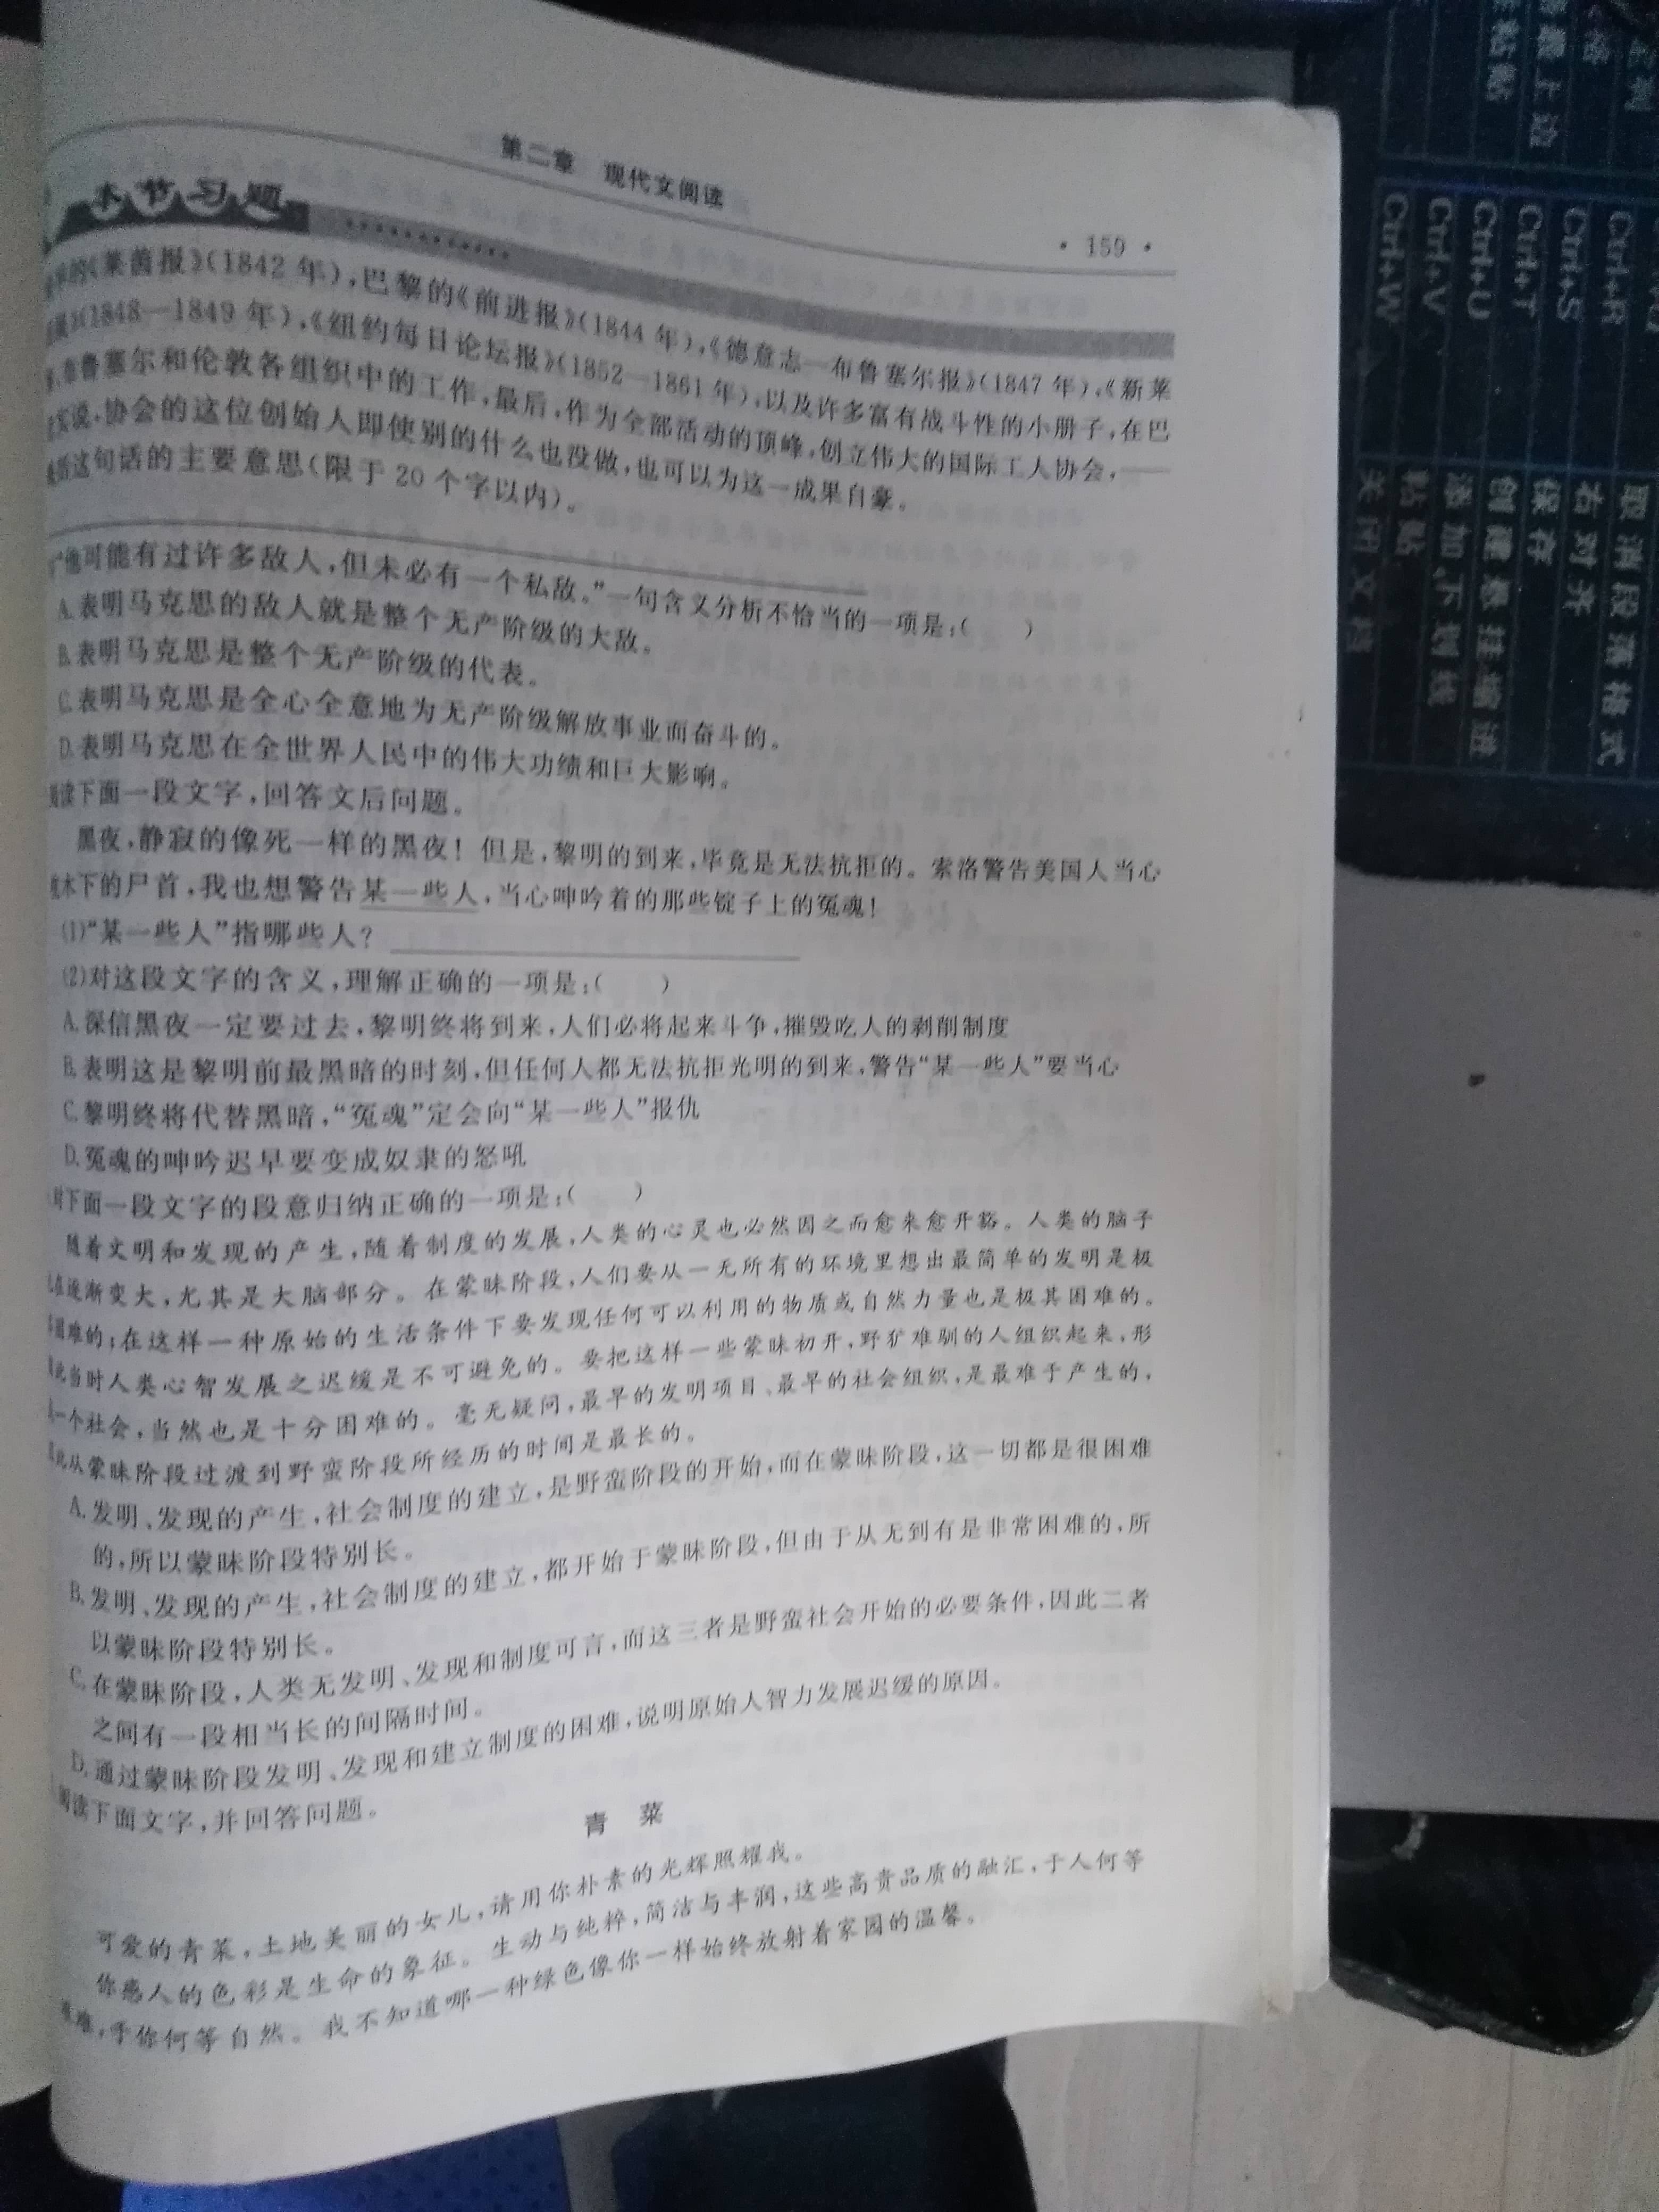 第二章 现代文阅读
· 159 ·
本节习题
的《莱茵报》(1842 年),巴黎的《前进报》(1844 年),《德意志—布鲁塞尔报》(1847 年),《新莱
》(1848—1849 年),《纽约每日论坛报》(1852—1861 年),以及许多富有战斗性的小册子,在巴
布鲁塞尔和伦敦各组织中的工作,最后,作为全部活动的顶峰,创立伟大的国际工人协会,——
说,协会的这位创始人即使别的什么也没做,也可以为这一成果自豪。
这句话的主要意思(限于 20 个字以内)。
“他可能有过许多敌人,但未必有一个私敌。”一句含义分析不恰当的一项是:( )
A.表明马克思的敌人就是整个无产阶级的大敌。
B.表明马克思是整个无产阶级的代表。
C.表明马克思是全心全意地为无产阶级解放事业而奋斗的。
D.表明马克思在全世界人民中的伟大功绩和巨大影响。
阅读下面一段文字,回答文后问题。
黑夜,静寂的像死一样的黑夜!但是,黎明的到来,毕竟是无法抗拒的。索洛警告美国人当心
枕木下的尸首,我也想警告某一些人,当心呻吟着的那些锭子上的冤魂!
(1)“某一些人”指哪些人?
(2)对这段文字的含义,理解正确的一项是:( )
A.深信黑夜一定要过去,黎明终将到来,人们必将起来斗争,摧毁吃人的剥削制度
B.表明这是黎明前最黑暗的时刻,但任何人都无法抗拒光明的到来,警告“某一些人”要当心
C.黎明终将代替黑暗,“冤魂”定会向“某一些人”报仇
D.冤魂的呻吟迟早要变成奴隶的怒吼
对下面一段文字的段意归纳正确的一项是:( )
随着文明和发现的产生,随着制度的发展,人类的心灵也必然因之而愈来愈开豁。人类的脑子
在逐渐变大,尤其是大脑部分。在蒙昧阶段,人们要从一无所有的环境里想出最简单的发明是极
困难的;在这样一种原始的生活条件下要发现任何可以利用的物质或自然力量也是极其困难的。
此当时人类心智发展之迟缓是不可避免的。要把这样一些蒙昧初开,野犷难驯的人组织起来,形
一个社会,当然也是十分困难的。毫无疑问,最早的发明项目、最早的社会组织,是最难于产生的,
此从蒙昧阶段过渡到野蛮阶段所经历的时间是最长的。
A.发明、发现的产生,社会制度的建立,是野蛮阶段的开始,而在蒙昧阶段,这一切都是很困难
的,所以蒙昧阶段特别长。
B.发明、发现的产生,社会制度的建立,都开始于蒙昧阶段,但由于从无到有是非常困难的,所
以蒙昧阶段特别长。
C.在蒙昧阶段,人类无发明、发现和制度可言,而这三者是野蛮社会开始的必要条件,因此二者
之间有一段相当长的间隔时间。
D.通过蒙昧阶段发明、发现和建立制度的困难,说明原始人智力发展迟缓的原因。
阅读下面文字,并回答问题。
青 菜
可爱的青菜,土地美丽的女儿,请用你朴素的光辉照耀我。
你惑人的色彩是生命的象征。生动与纯粹,简洁与丰润,这些高贵品质的融汇,于人何等
难,于你何等自然。我不知道哪一种绿色像你一样始终放射着家园的温馨。
Ctrl+R
Ctrl+S
Ctrl+T
Ctrl+U
Ctrl+V
Ctrl+W
取消段落格式
右对齐
保存
创建悬挂缩进
添加下划线
粘贴
关闭文档